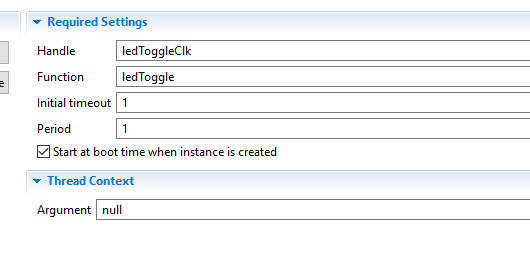 Required Settings
Handle ledToggleClk
Function ledToggle
Initial timeout 1
Period 1
Start at boot time when instance is created
Thread Context
Argument null
e